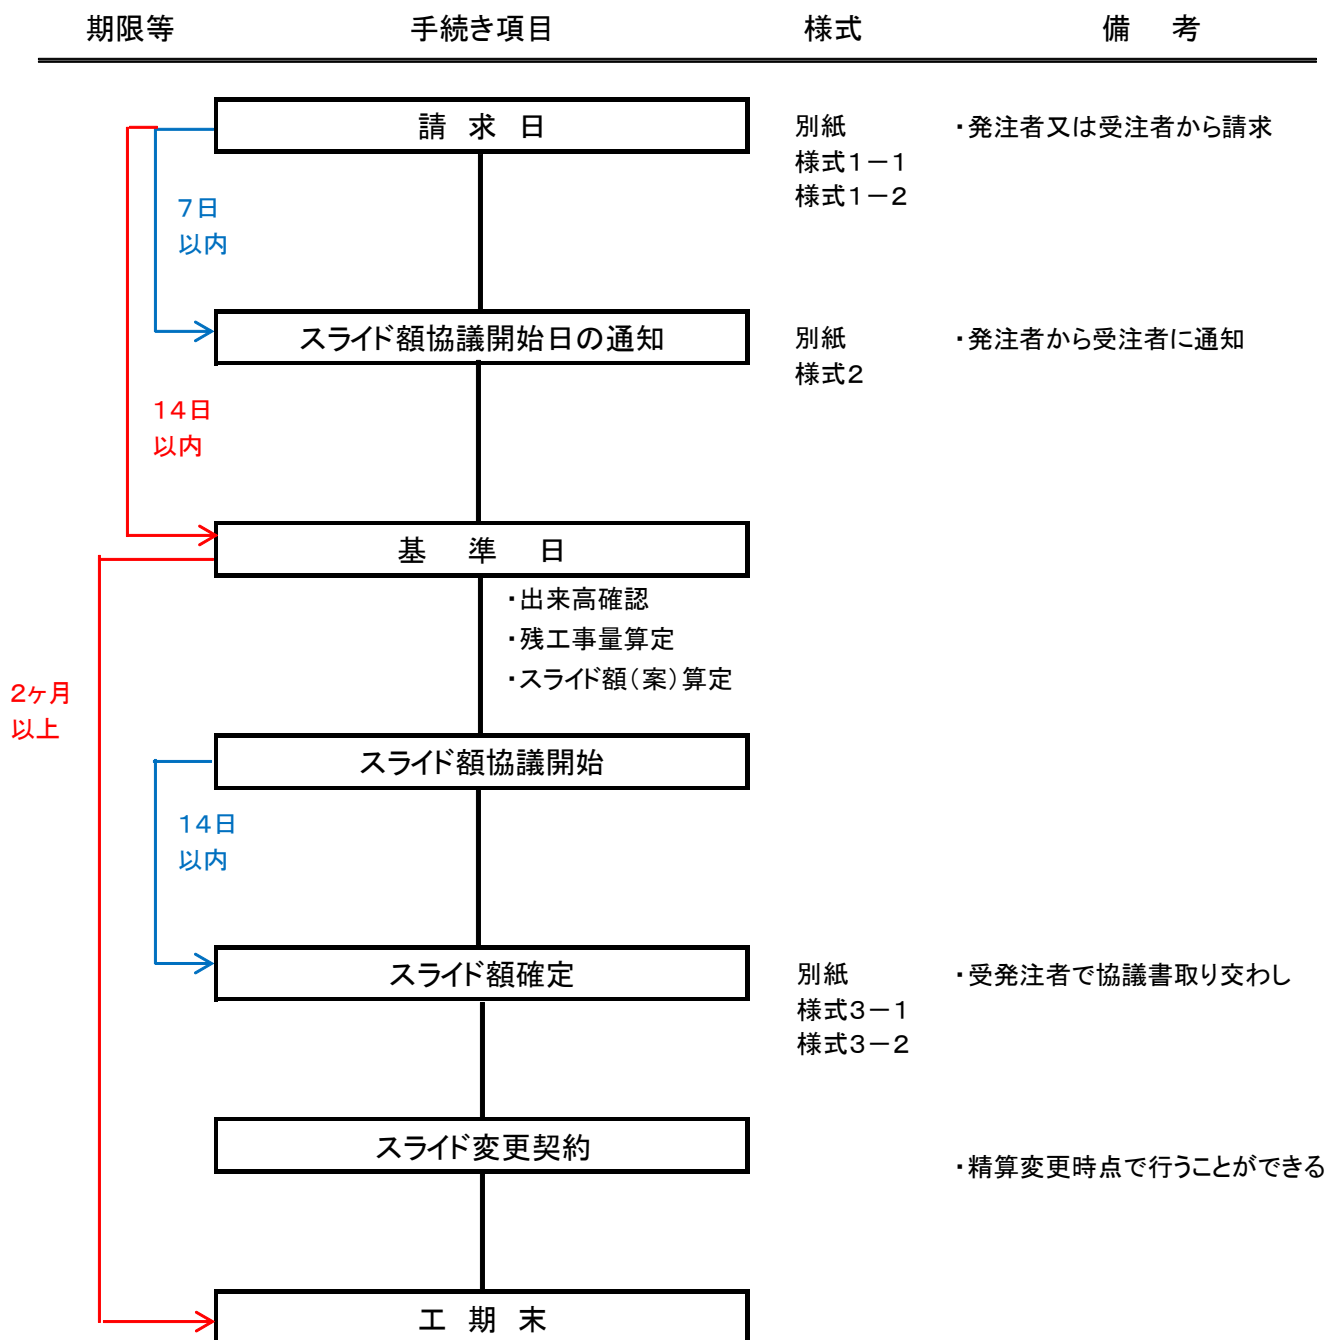 期限等 手続き項目 様式 備 考
請 求 日 別紙 ・発注者又は受注者から請求
様式1-1
様式1-2
7日
以内
スライド額協議開始日の通知 別紙 ・発注者から受注者に通知
様式2
14日
以内
基 準 日
・出来高確認
・残工事量算定
・スライド額(案)算定
2ヶ月
以上
スライド額協議開始
14日
以内
スライド額確定 別紙 ・受発注者で協議書取り交わし
様式3-1
様式3-2
スライド変更契約
・精算変更時点で行うことができる
工 期 末